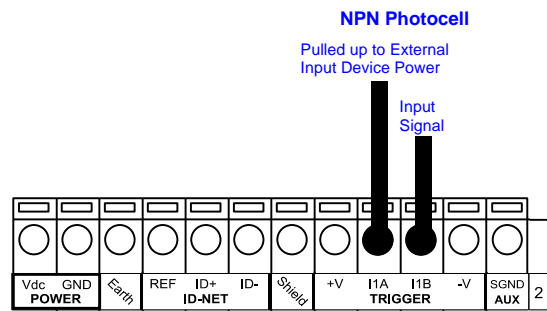 NPN Photocell
Pulled up to External
Input Device Power
Input
Signal
Vdc GND Earth REF ID+ ID- Shield +V I1A I1B -V SGND 2
POWER ID-NET TRIGGER AUX